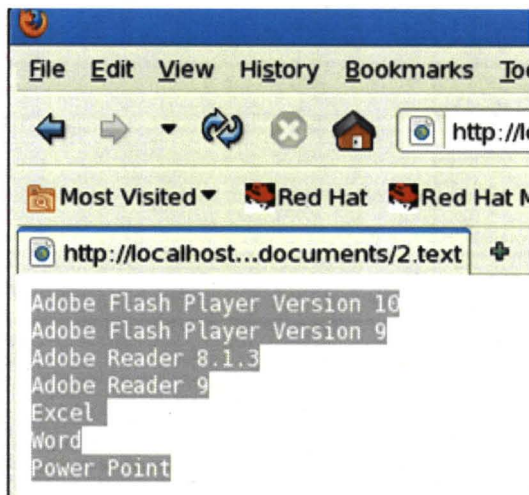 File Edit View History Bookmarks
http://l
Most Visited Red Hat Red Hat
http://localhost...documents/2.text
Adobe Flash Player Version 10
Adobe Flash Player Version 9
Adobe Reader 8.1.3
Adobe Reader 9
Excel
Word
Power Point